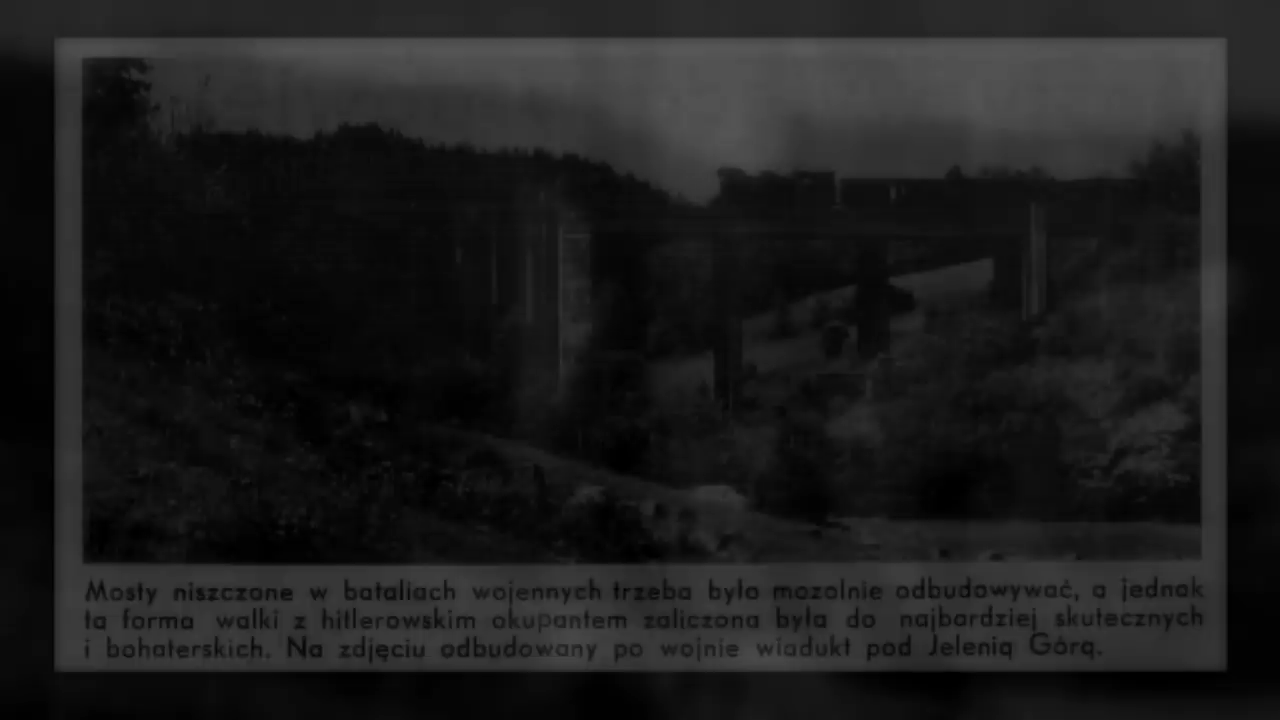 Mosty niszczone w bataliach wojennych trzeba było mozolnie odbudowywać, a jednak
ta forma walki z hitlerowskim okupantem zaliczona była do najbardziej skutecznych
i bohaterskich. Na zdjęciu odbudowany po wojnie wiadukt pod Jelenią Górą.